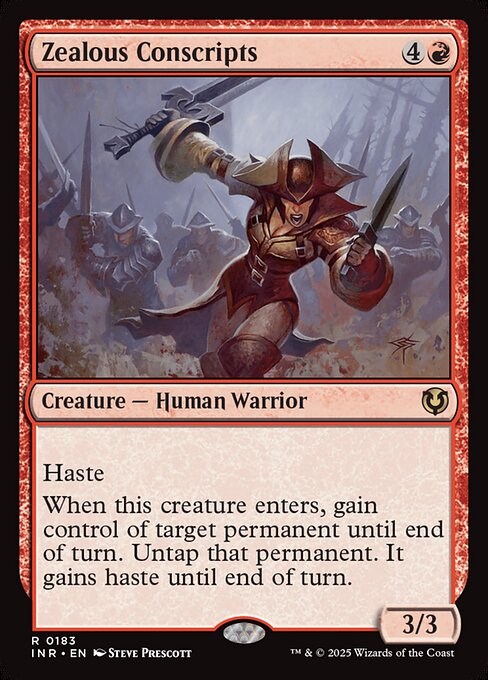 Zealous Conscripts 4
Creature — Human Warrior
Haste
When this creature enters, gain
control of target permanent until end
of turn. Untap that permanent. It
gains haste until end of turn.
3/3
R 0183
INR • EN Steve Prescott
™ & © 2025 Wizards of the Coast